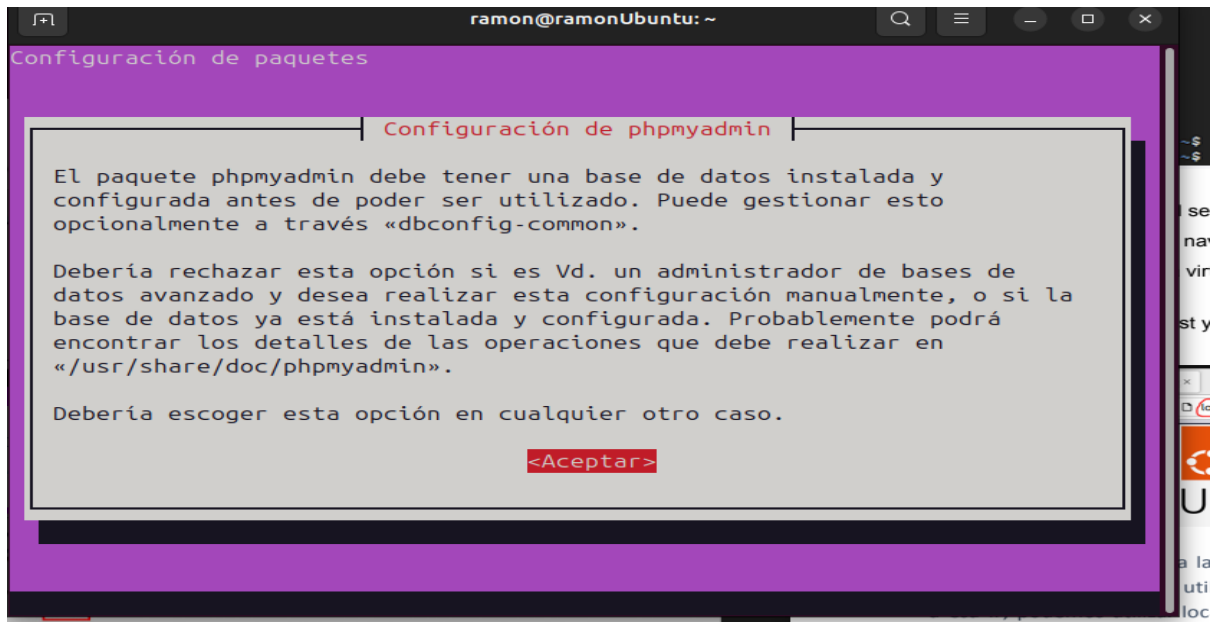 ramon@ramonUbuntu: ~
Configuración de paquetes
Configuración de phpmyadmin
El paquete phpmyadmin debe tener una base de datos instalada y
configurada antes de poder ser utilizado. Puede gestionar esto
opcionalmente a través «dbconfig-common».
Debería rechazar esta opción si es Vd. un administrador de bases de
datos avanzado y desea realizar esta configuración manualmente, o si la
base de datos ya está instalada y configurada. Probablemente podrá
encontrar los detalles de las operaciones que debe realizar en
«/usr/share/doc/phpmyadmin».
Debería escoger esta opción en cualquier otro caso.
<Aceptar>
~$
~$